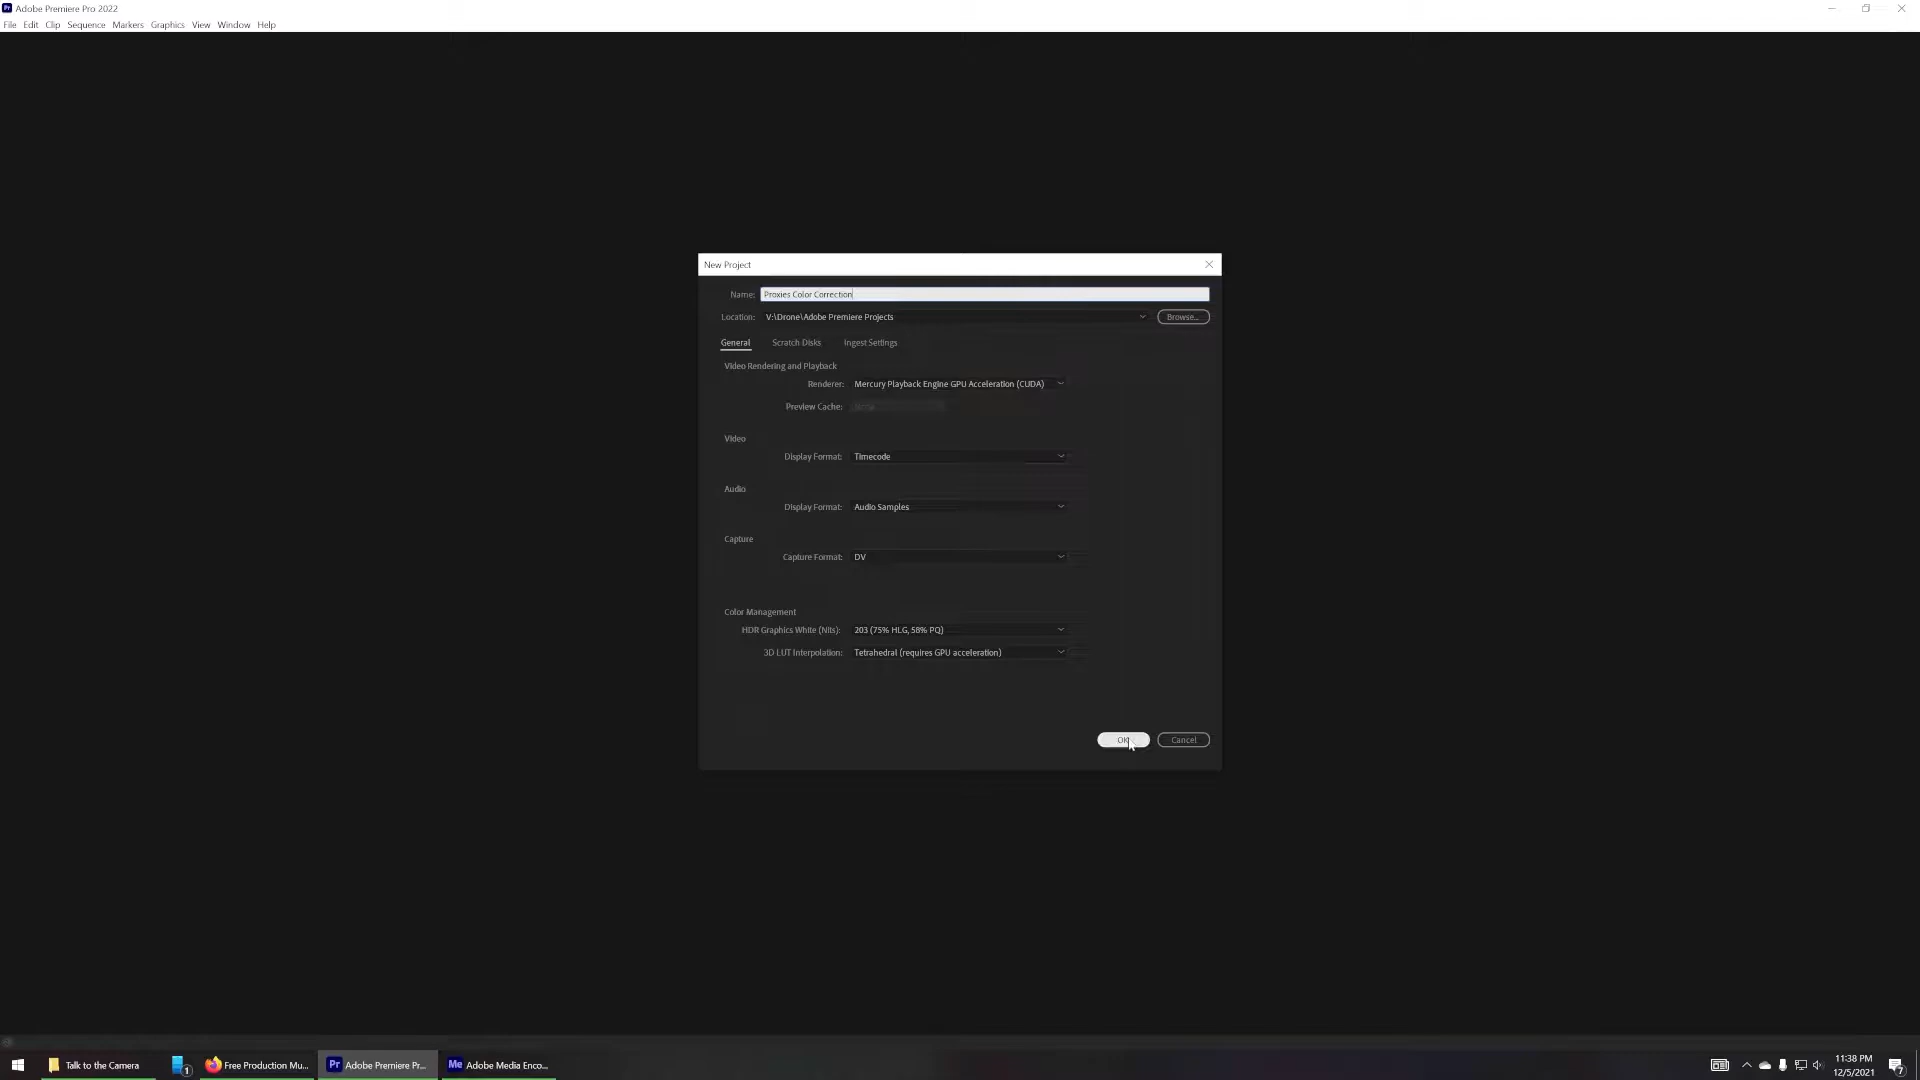 Adobe Premiere Pro 2022
File Edit Clip Sequence Markers Graphics View Window Help
New Project
Name: Proxies Color Correction
Location: V:\Drone\Adobe Premiere Projects Browse...
General Scratch Disks Ingest Settings
Video Rendering and Playback
Renderer: Mercury Playback Engine GPU Acceleration (CUDA)
Preview Cache:
Video
Display Format: Timecode
Audio
Display Format: Audio Samples
Capture
Capture Format: DV
Color Management
HDR Graphics White (Nits): 203 (75% HLG, 58% PQ)
3D LUT Interpolation: Tetrahedral (requires GPU acceleration)
OK Cancel
Talk to the Camera 1 Free Production Mu... Pr Adobe Premiere Pr... Me Adobe Media Enco... 11:38 PM 7
12/5/2021